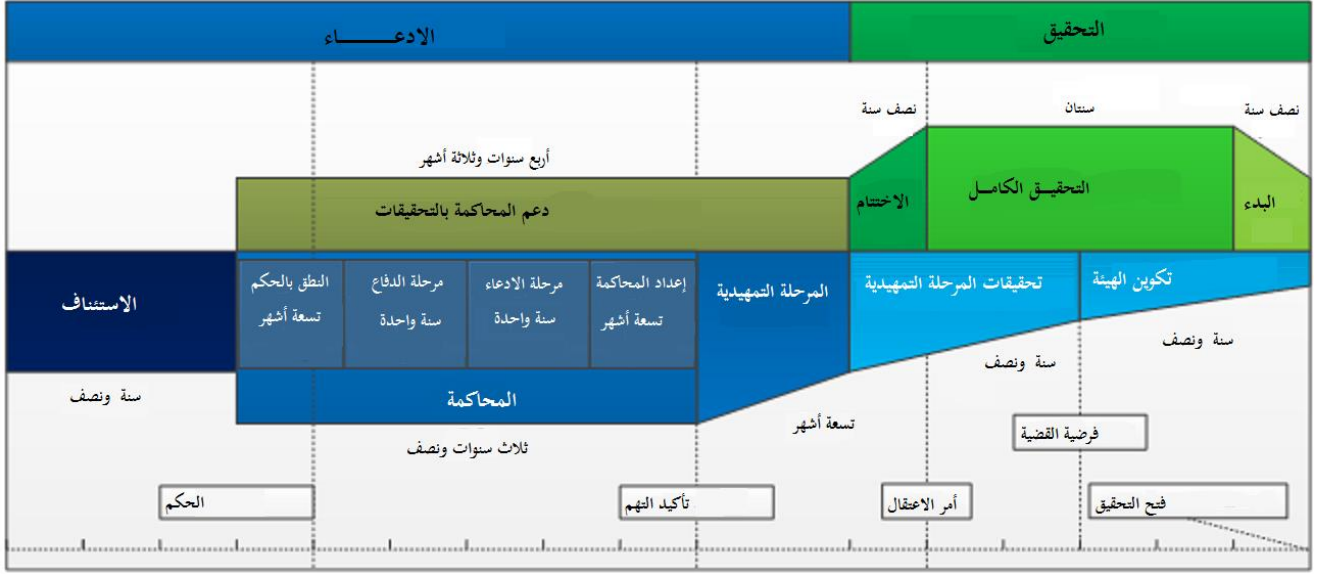 التحقيق
الادعــــــــاء
نصف سنة
سنتان
نصف سنة
أربع سنوات وثلاثة أشهر
البدء
التحقيــق الكامــل
الاختتام
دعم المحاكمة بالتحقيقات
تكوين الهيئة
تحقيقات المرحلة التمهيدية
المرحلة التمهيدية
إعداد المحاكمة
تسعة أشهر
مرحلة الادعاء
سنة واحدة
مرحلة الدفاع
سنة واحدة
النطق بالحكم
تسعة أشهر
الاستئناف
المحاكمة
سنة ونصف
سنة ونصف
تسعة أشهر
ثلاث سنوات ونصف
سنة ونصف
فرضية القضية
فتح التحقيق
أمر الاعتقال
تأكيد التهم
الحكم